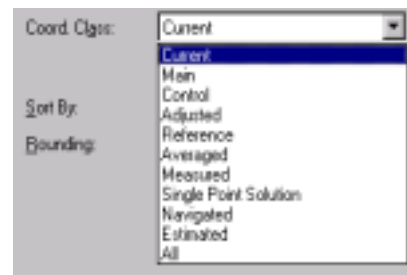 Coord. Class:
Current
Current
Main
Control
Sort By:
Adjusted
Reference
Rounding:
Averaged
Measured
Single Point Solution
Navigated
Estimated
All